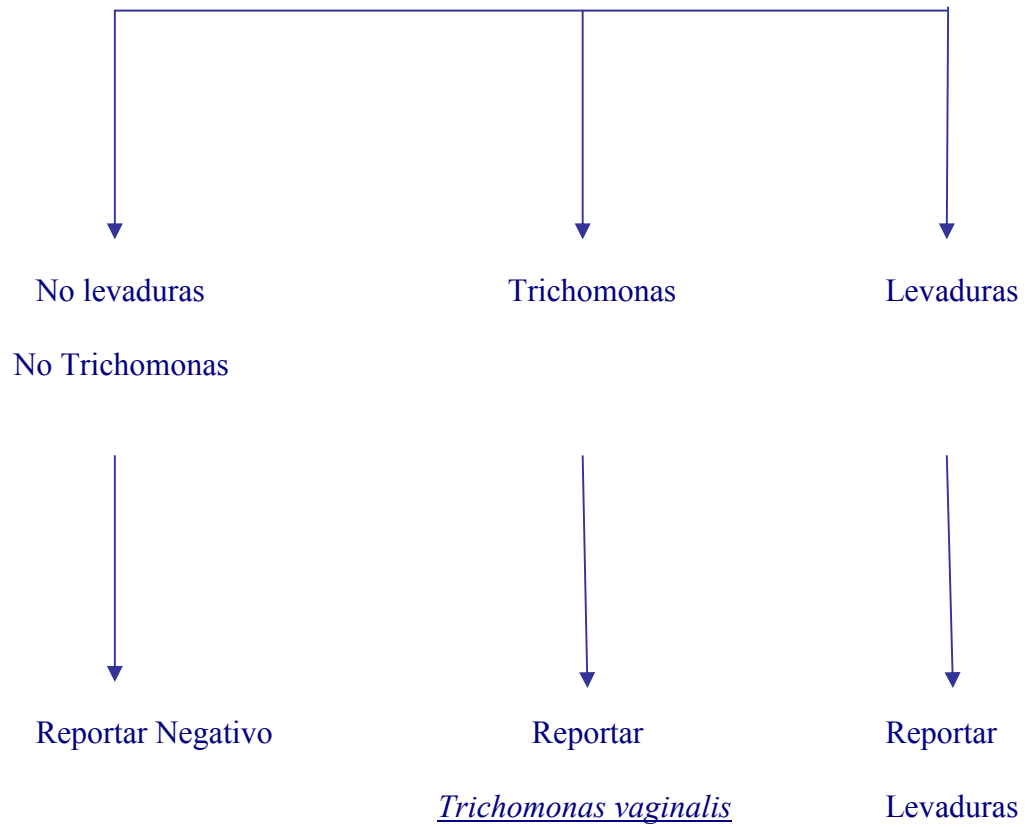 No levaduras
No Trichomonas
Trichomonas
Levaduras
Reportar Negativo
Reportar
Trichomonas vaginalis
Reportar
Levaduras